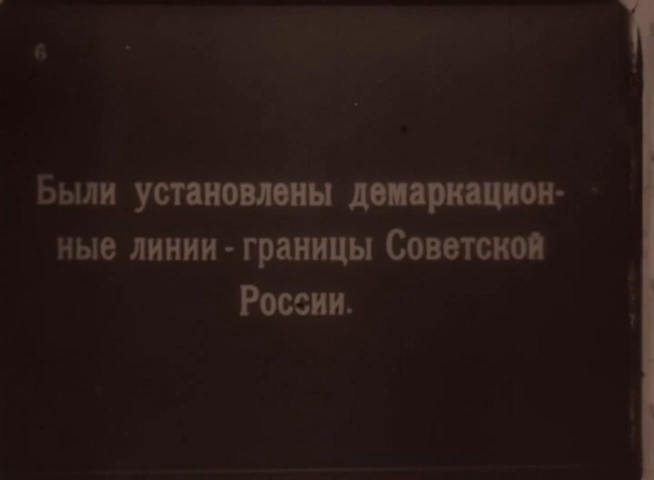 6
Были установлены демаркацион-
ные линии - границы Советской
России.